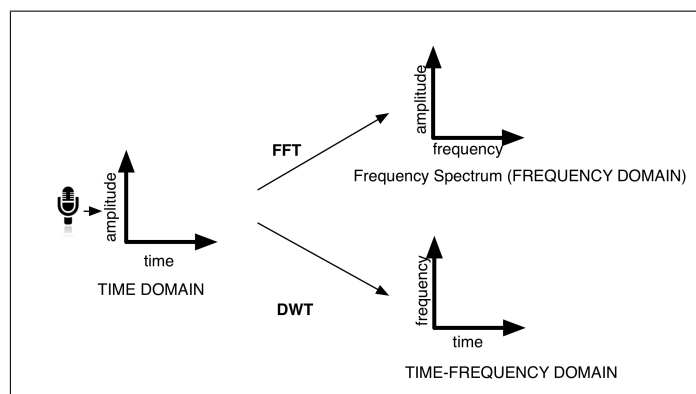 amplitude
time
TIME DOMAIN
FFT
amplitude
frequency
Frequency Spectrum (FREQUENCY DOMAIN)
DWT
frequency
time
TIME-FREQUENCY DOMAIN